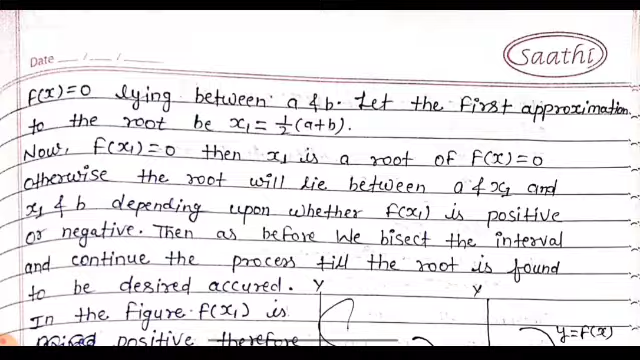 Saathi
Date __/__/__
f(x)=0 lying between a & b. Let the first approximation
to the root be x₁ = ½ (a+b).
Now, f(x₁)=0 then x₁ is a root of f(x)=0
otherwise the root will lie between a & x₁ and
x₁ & b depending upon whether f(x₁) is positive
or negative. Then as before we bisect the interval
and continue the process till the root is found
to be desired accured.
Y
Y
In the figure f(x₁) is
y=f(x)
positive therefore